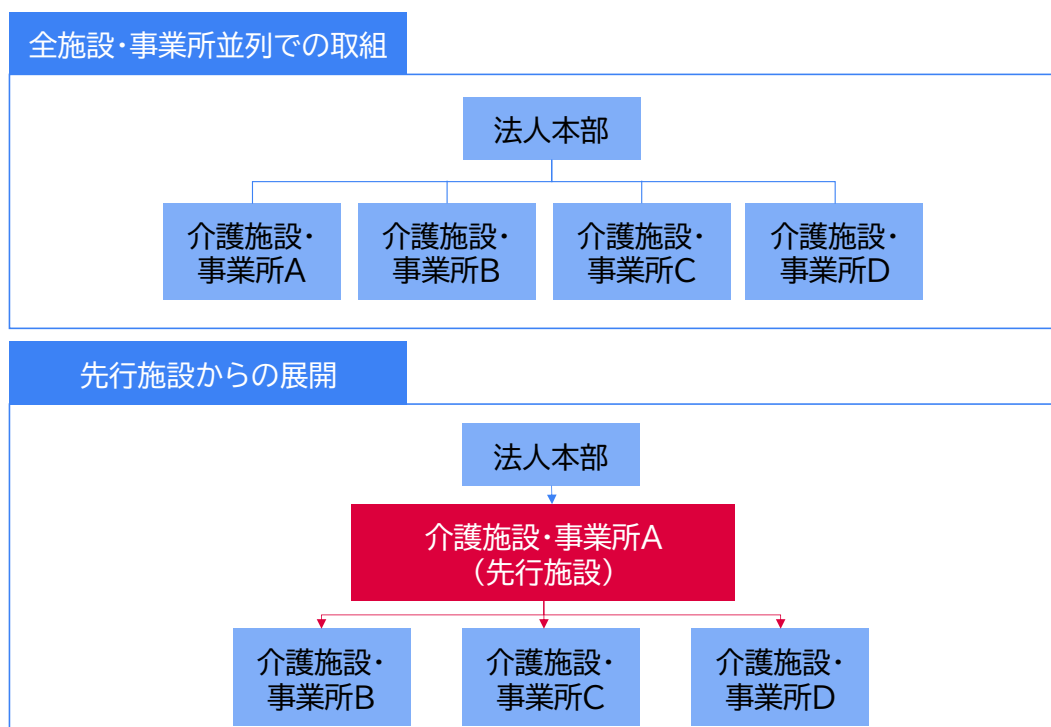 全施設・事業所並列での取組
法人本部
介護施設・
事業所A
介護施設・
事業所B
介護施設・
事業所C
介護施設・
事業所D
先行施設からの展開
法人本部
介護施設・事業所A
（先行施設）
介護施設・
事業所B
介護施設・
事業所C
介護施設・
事業所D